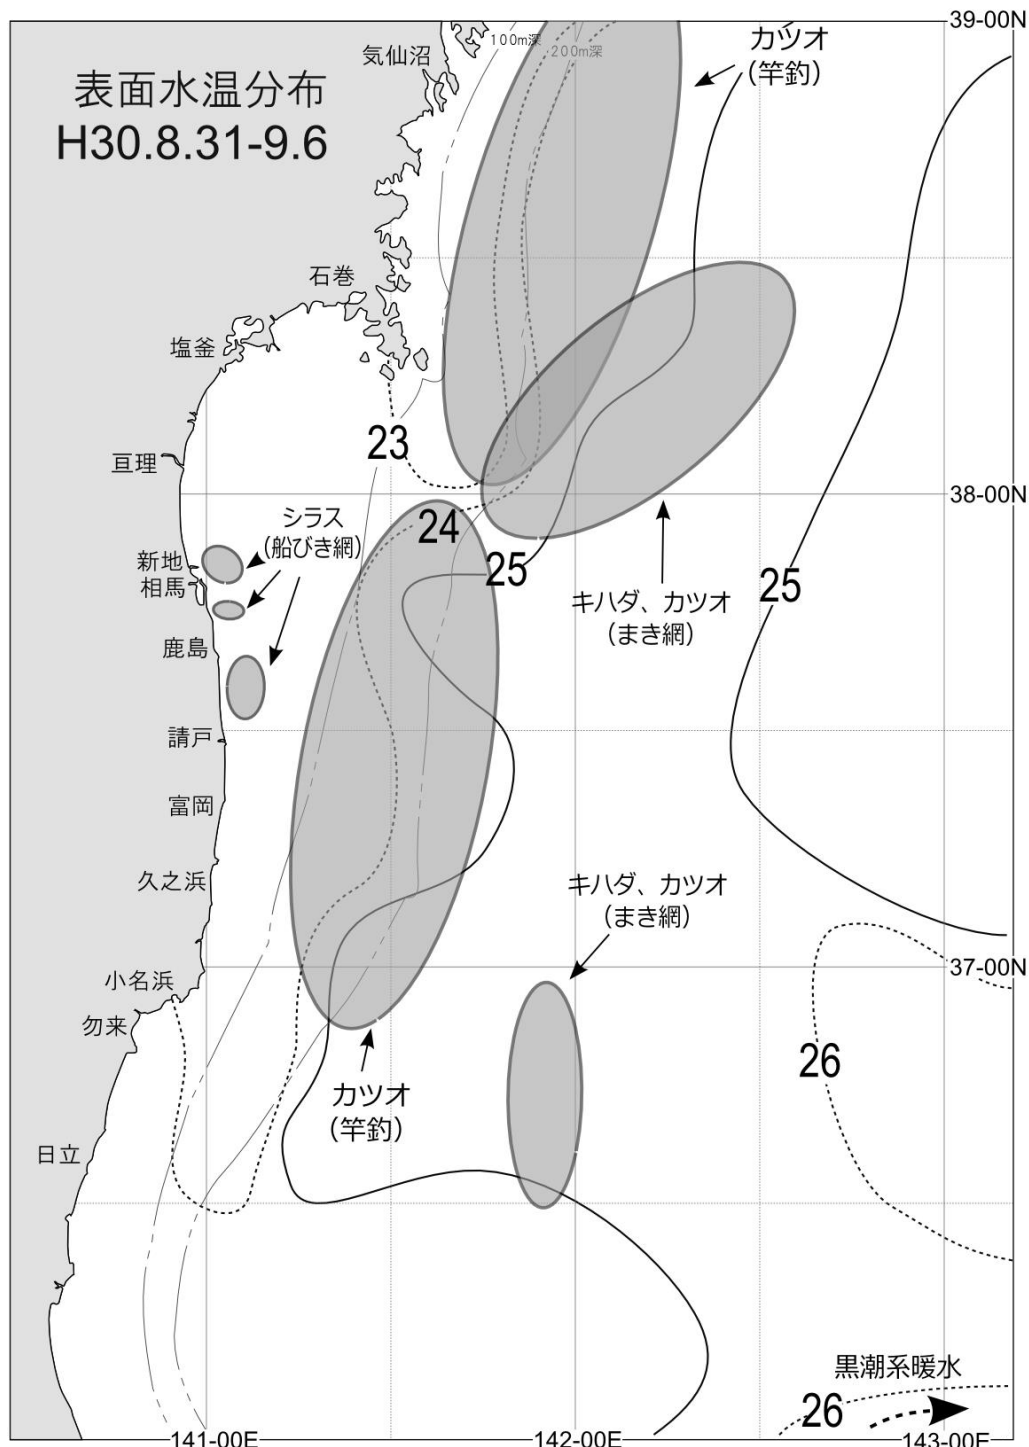 39-00N
100m深
200m深
カツオ
(竿釣)
気仙沼
表面水温分布
H30.8.31-9.6
石巻
塩釜
23
亘理
38-00N
シラス
(船びき網)
24
新地
25
相馬
25
キハダ、カツオ
(まき網)
鹿島
請戸
富岡
久之浜
キハダ、カツオ
(まき網)
37-00N
小名浜
勿来
26
カツオ
(竿釣)
日立
黒潮系暖水
26
141-00E
142-00E
143-00E